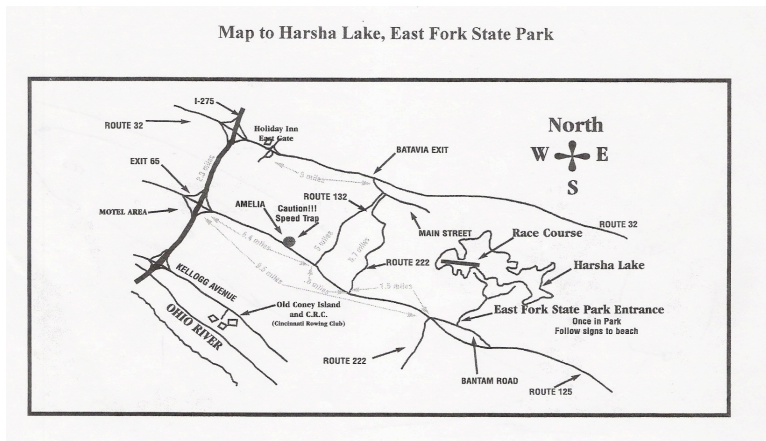 Map to Harsha Lake, East Fork State Park
I-275
ROUTE 32
Holiday Inn
East Gate
North
W E
S
BATAVIA EXIT
EXIT 65
2.3 miles
5 miles
ROUTE 132
AMELIA
Caution!!!
Speed Trap
MOTEL AREA
MAIN STREET
ROUTE 32
Race Course
5.4 miles
5 miles
ROUTE 222
Harsha Lake
KELLOGG AVENUE
1.5 miles
East Fork State Park Entrance
Once in Park
Follow signs to beach
Old Coney Island
and C.R.C.
(Cincinnati Rowing Club)
OHIO RIVER
ROUTE 222
BANTAM ROAD
ROUTE 125